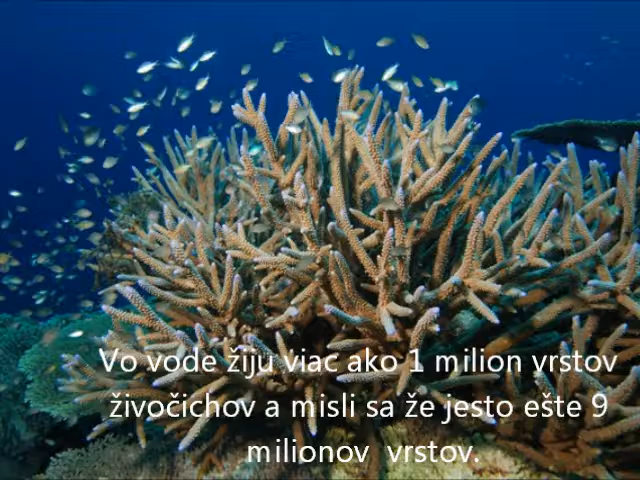 Vo vode žiju viac ako 1 milion vrstov
živočichov a misli sa že jesto ešte 9
milionov vrstov.